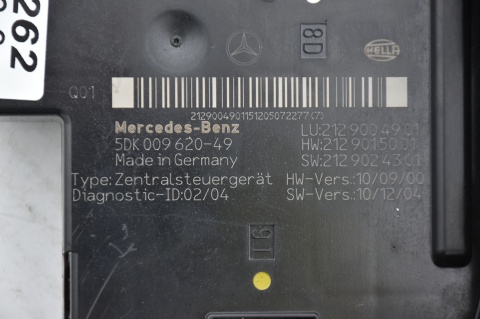 262
8D
HELLA
Q01
2129004901151205072277(7)
Mercedes-Benz LU:212 900 49 01
5DK 009 620-49 HW:212 901 50 01
Made in Germany SW:212 902 43 01
Type:Zentralsteuergerät HW-Vers.:10/09/00
Diagnostic-ID:02/04 SW-Vers.:10/12/04